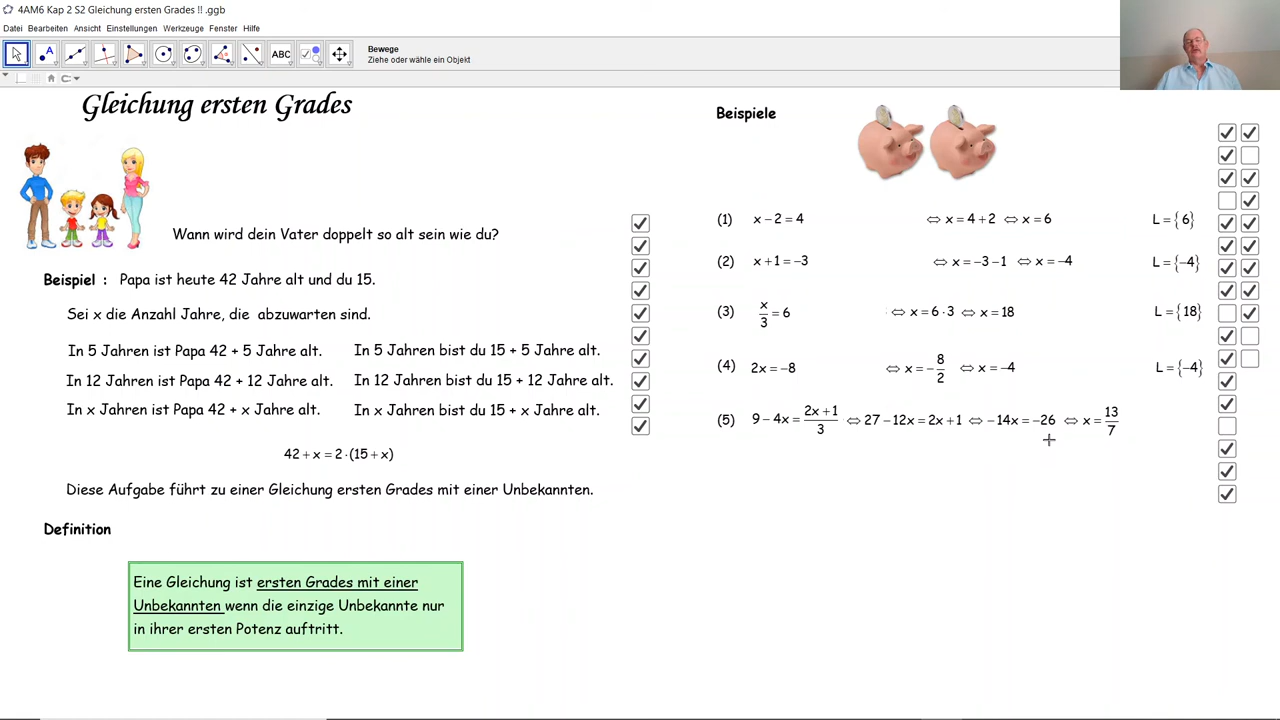 4AM6 Kap 2 S2 Gleichung ersten Grades !! .ggb
Datei Bearbeiten Ansicht Einstellungen Werkzeuge Fenster Hilfe
A ABC
Bewege
Ziehe oder wähle ein Objekt
Gleichung ersten Grades
Wann wird dein Vater doppelt so alt sein wie du?
Beispiel : Papa ist heute 42 Jahre alt und du 15.
Sei x die Anzahl Jahre, die abzuwarten sind.
In 5 Jahren ist Papa 42 + 5 Jahre alt. In 5 Jahren bist du 15 + 5 Jahre alt.
In 12 Jahren ist Papa 42 + 12 Jahre alt. In 12 Jahren bist du 15 + 12 Jahre alt.
In x Jahren ist Papa 42 + x Jahre alt. In x Jahren bist du 15 + x Jahre alt.
42 + x = 2·(15 + x)
Diese Aufgabe führt zu einer Gleichung ersten Grades mit einer Unbekannten.
Definition
Eine Gleichung ist ersten Grades mit einer
Unbekannten wenn die einzige Unbekannte nur
in ihrer ersten Potenz auftritt.
Beispiele
(1) x − 2 = 4 ⇔ x = 4 + 2 ⇔ x = 6 L = {6}
(2) x + 1 = −3 ⇔ x = −3 − 1 ⇔ x = −4 L = {−4}
(3) x/3 = 6 ⇔ x = 6 · 3 ⇔ x = 18 L = {18}
(4) 2x = −8 ⇔ x = −8/2 ⇔ x = −4 L = {−4}
(5) 9 − 4x = (2x + 1)/3 ⇔ 27 − 12x = 2x + 1 ⇔ −14x = −26 ⇔ x = 13/7